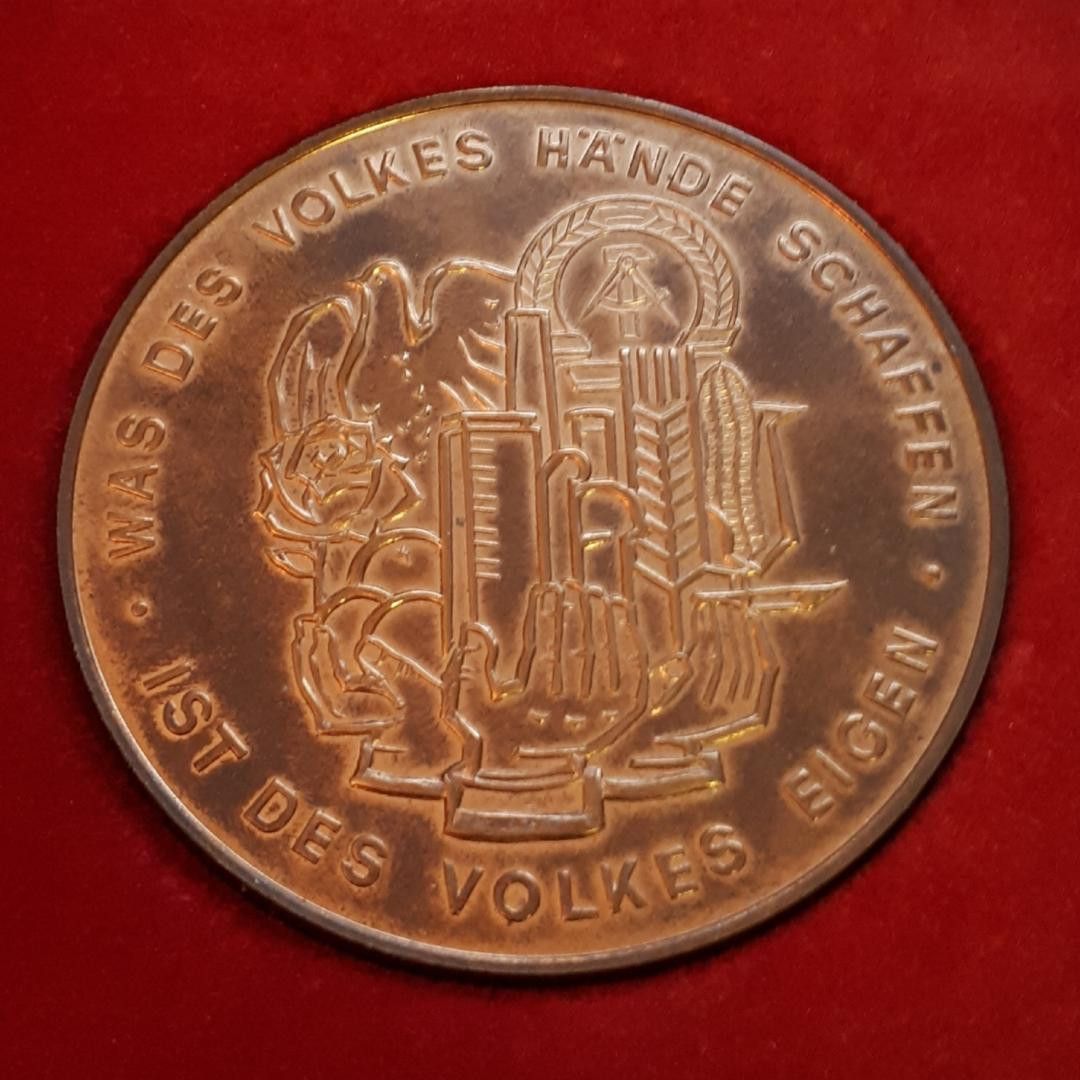 · WAS DES VOLKES HÄNDE SCHAFFEN ·
IST DES VOLKES EIGEN